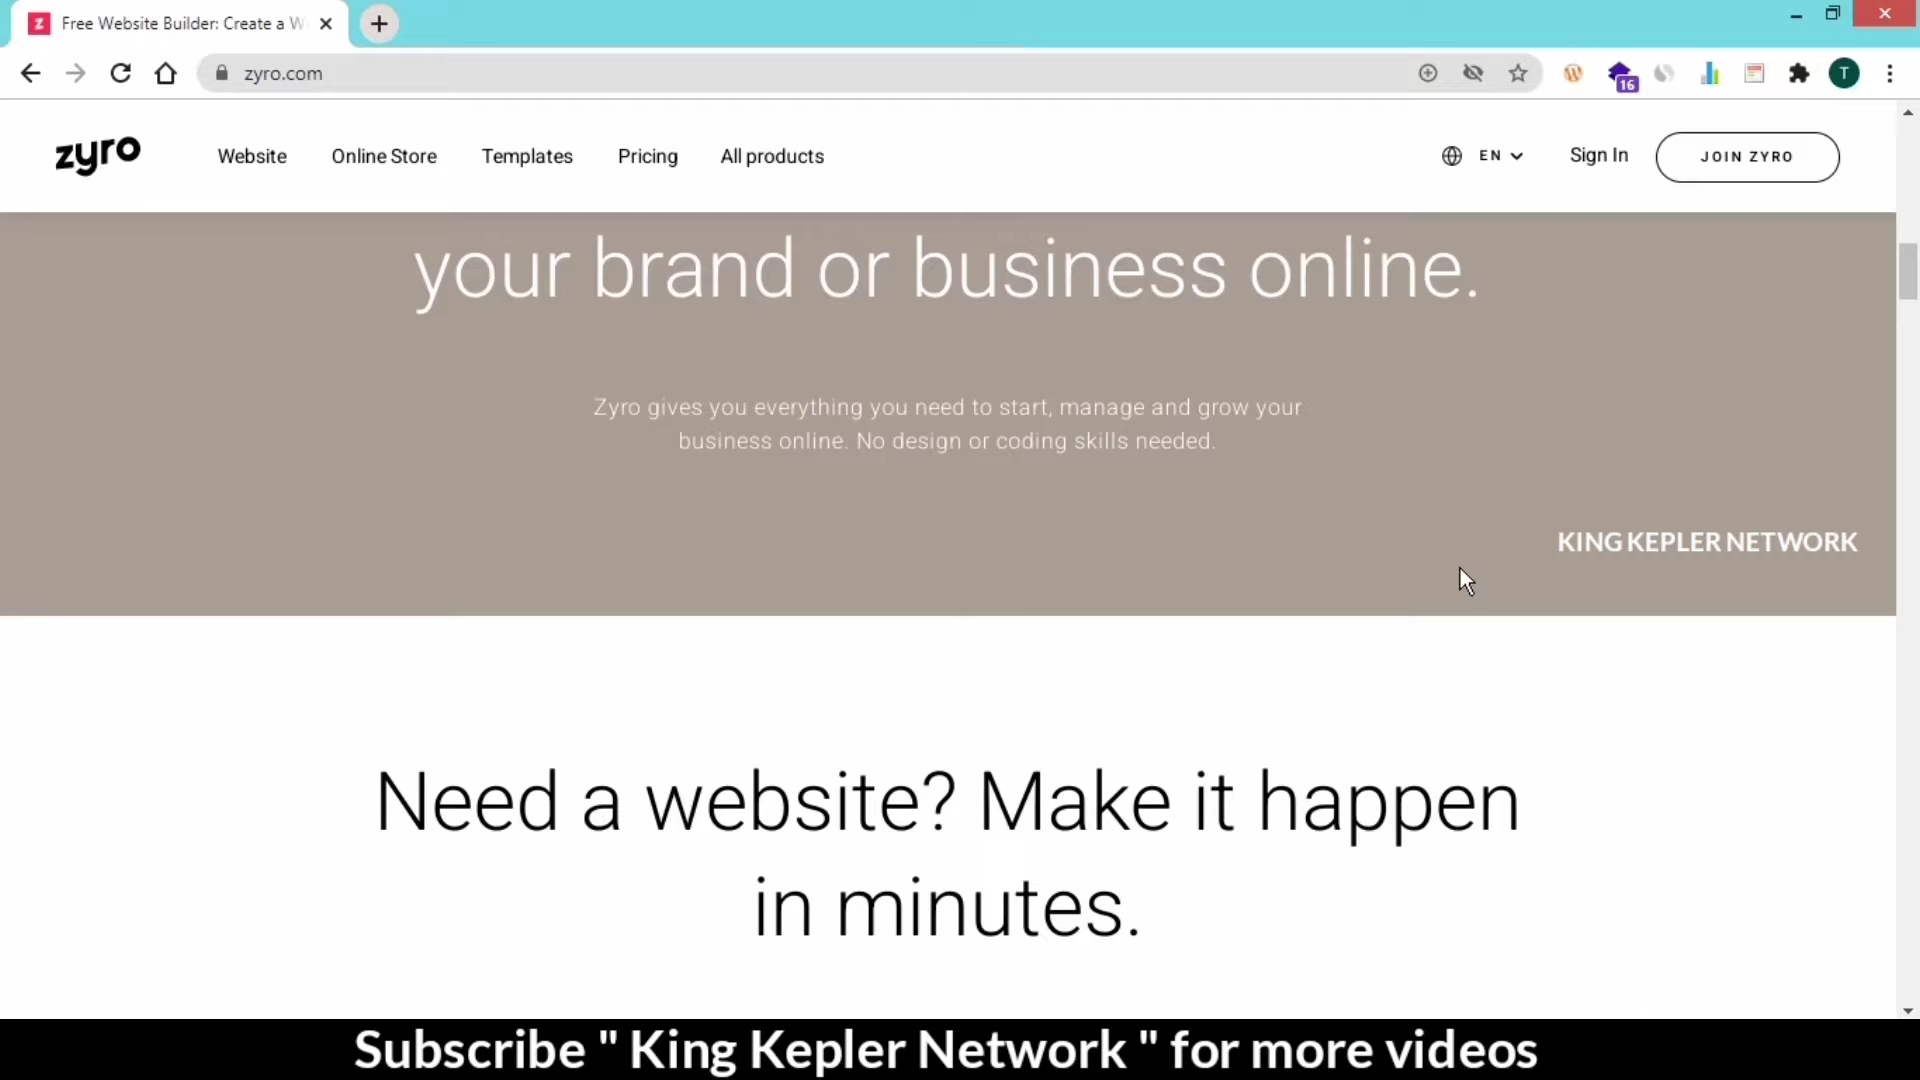 Free Website Builder: Create a W
zyro.com
16
T
zyro
Website
Online Store
Templates
Pricing
All products
EN
Sign In
JOIN ZYRO
your brand or business online.
Zyro gives you everything you need to start, manage and grow your
business online. No design or coding skills needed.
KING KEPLER NETWORK
Need a website? Make it happen
in minutes.
Subscribe " King Kepler Network " for more videos